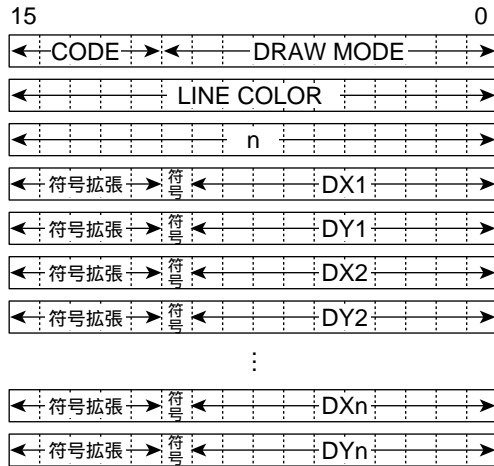 15 0
CODE DRAW MODE
LINE COLOR
n
符号拡張 符号 DX1
符号拡張 符号 DY1
符号拡張 符号 DX2
符号拡張 符号 DY2
⋮
符号拡張 符号 DXn
符号拡張 符号 DYn